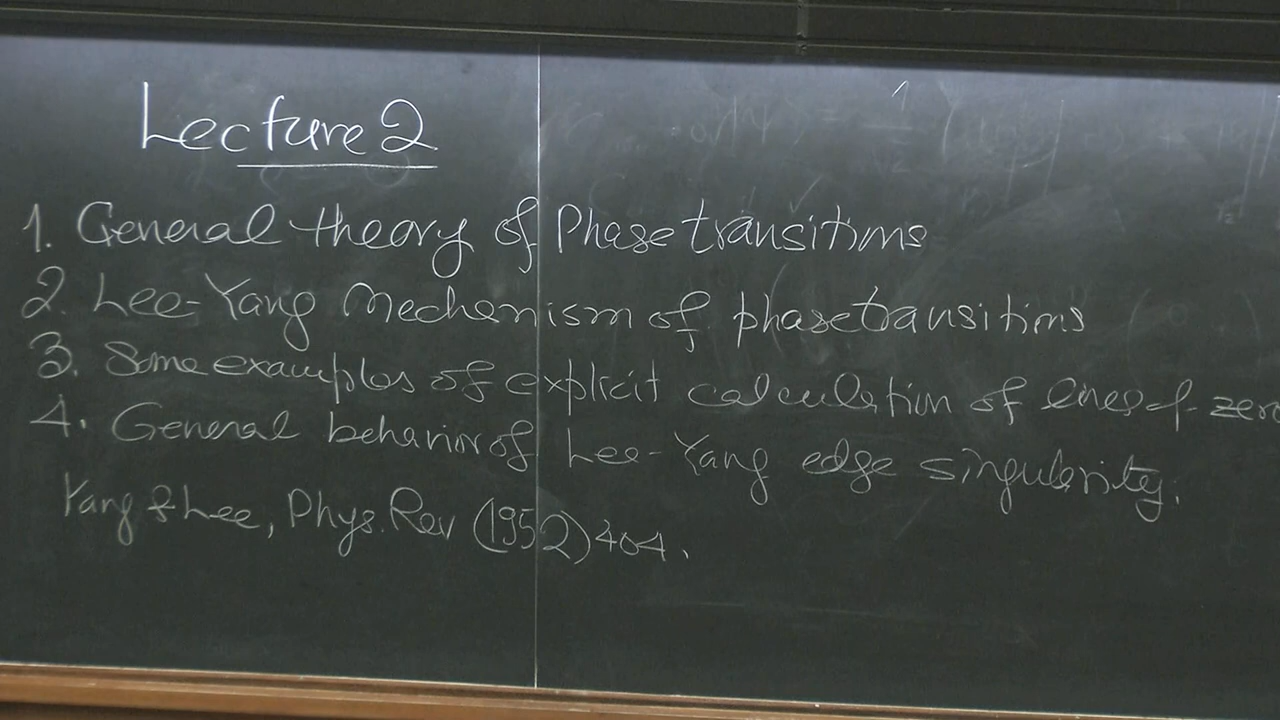 Lecture 2
1. General theory of Phase transitions
2. Lee-Yang mechanism of phase transitions
3. Some examples of explicit calculation of lines of zero
4. General behavior of Lee-Yang edge singularity.
Yang & Lee, Phys. Rev (1952) 404.